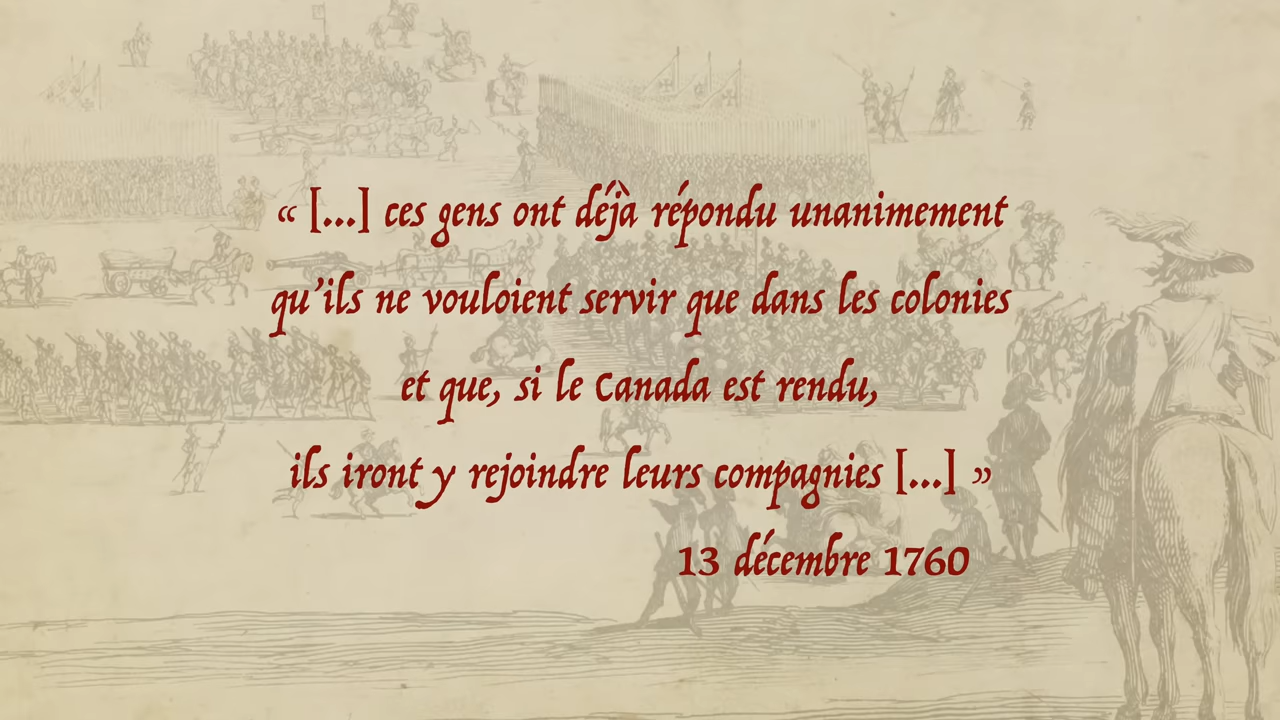 « [...] ces gens ont déjà répondu unanimement
qu'ils ne vouloient servir que dans les colonies
et que, si le Canada est rendu,
ils iront y rejoindre leurs compagnies [...] »
13 décembre 1760